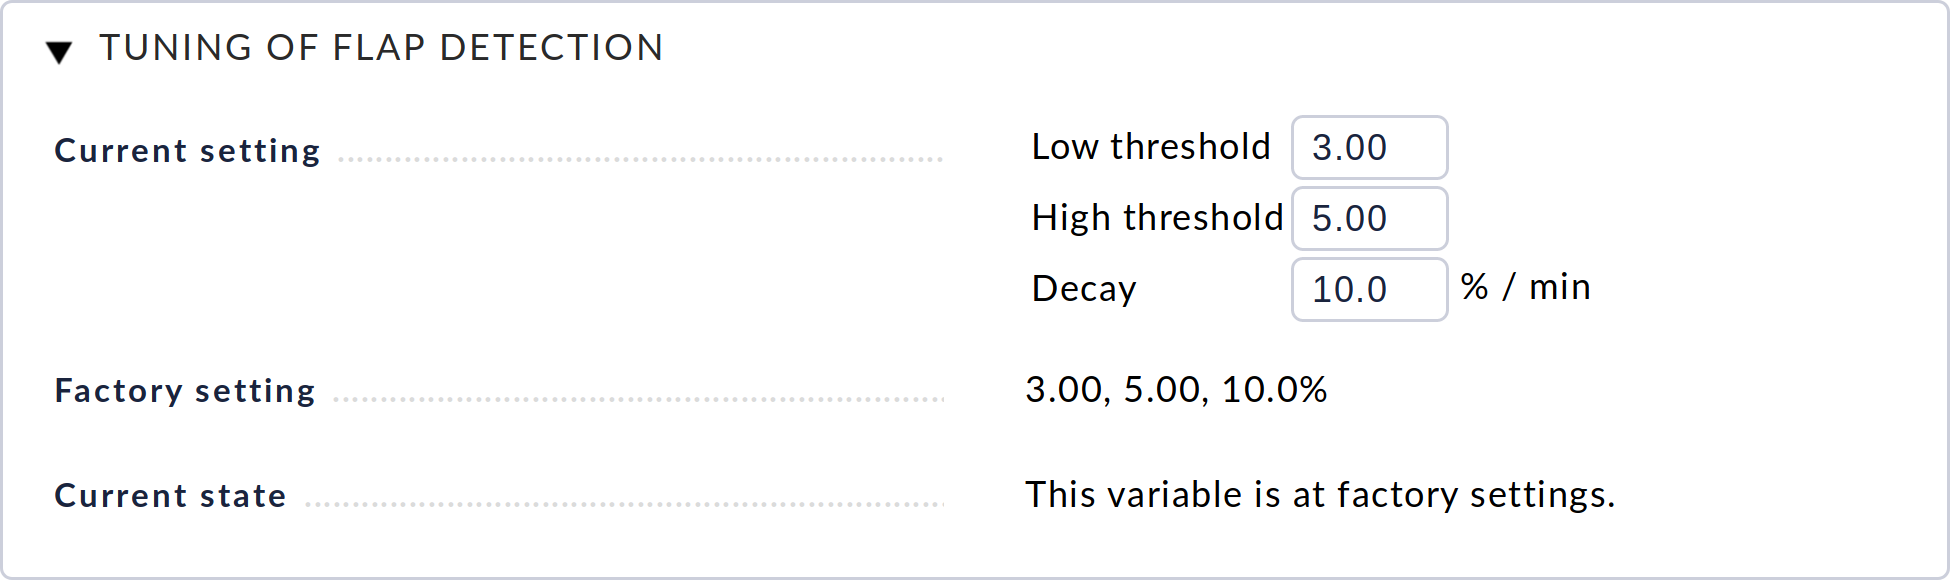 TUNING OF FLAP DETECTION
Current setting
Low threshold 3.00
High threshold 5.00
Decay 10.0 % / min
Factory setting 3.00, 5.00, 10.0%
Current state This variable is at factory settings.